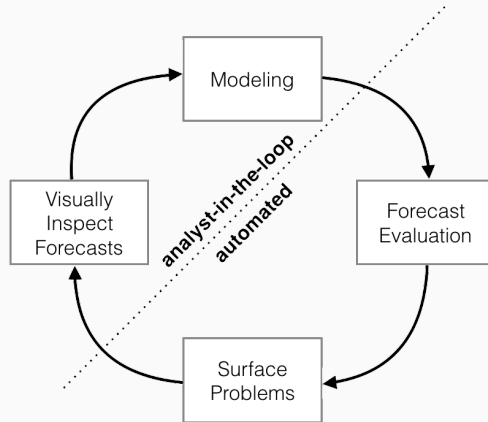 Modeling
analyst-in-the-loop
automated
Visually
Inspect
Forecasts
Forecast
Evaluation
Surface
Problems